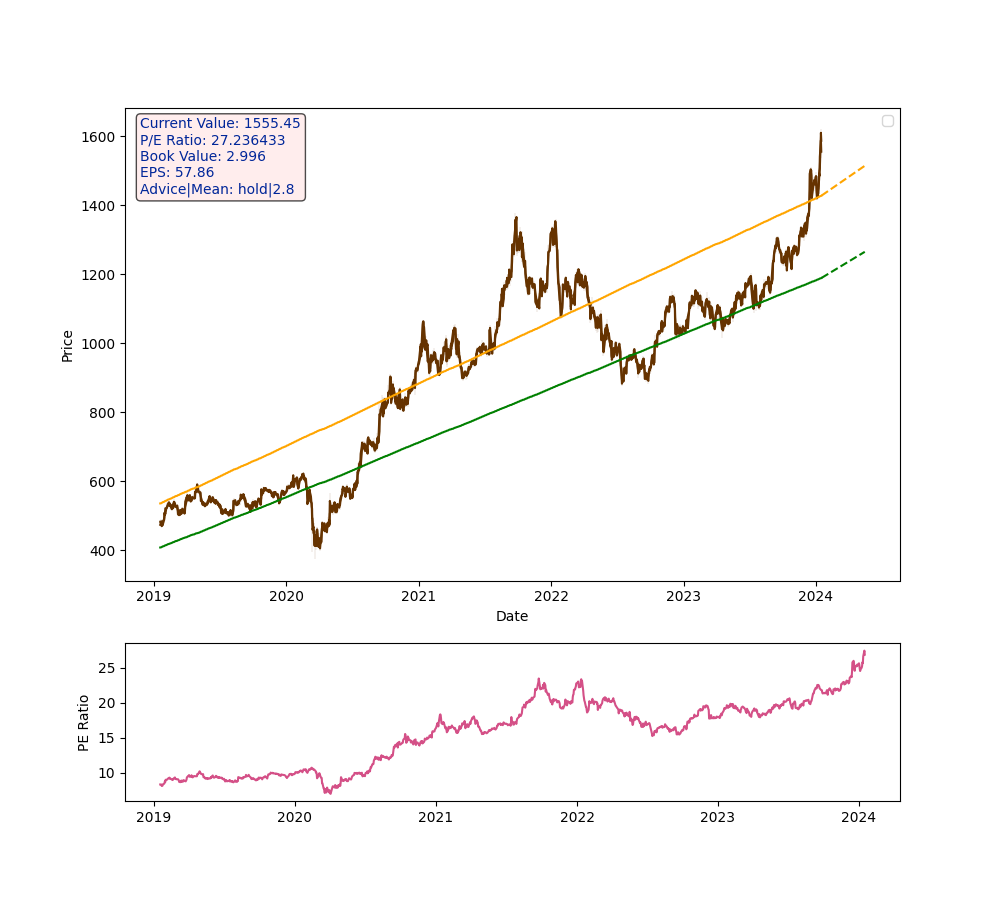 Current Value: 1555.45
P/E Ratio: 27.236433
Book Value: 2.996
EPS: 57.86
Advice|Mean: hold|2.8
1600
1400
1200
1000
800
600
400
Price
2019 2020 2021 2022 2023 2024
Date
25
20
15
10
PE Ratio
2019 2020 2021 2022 2023 2024